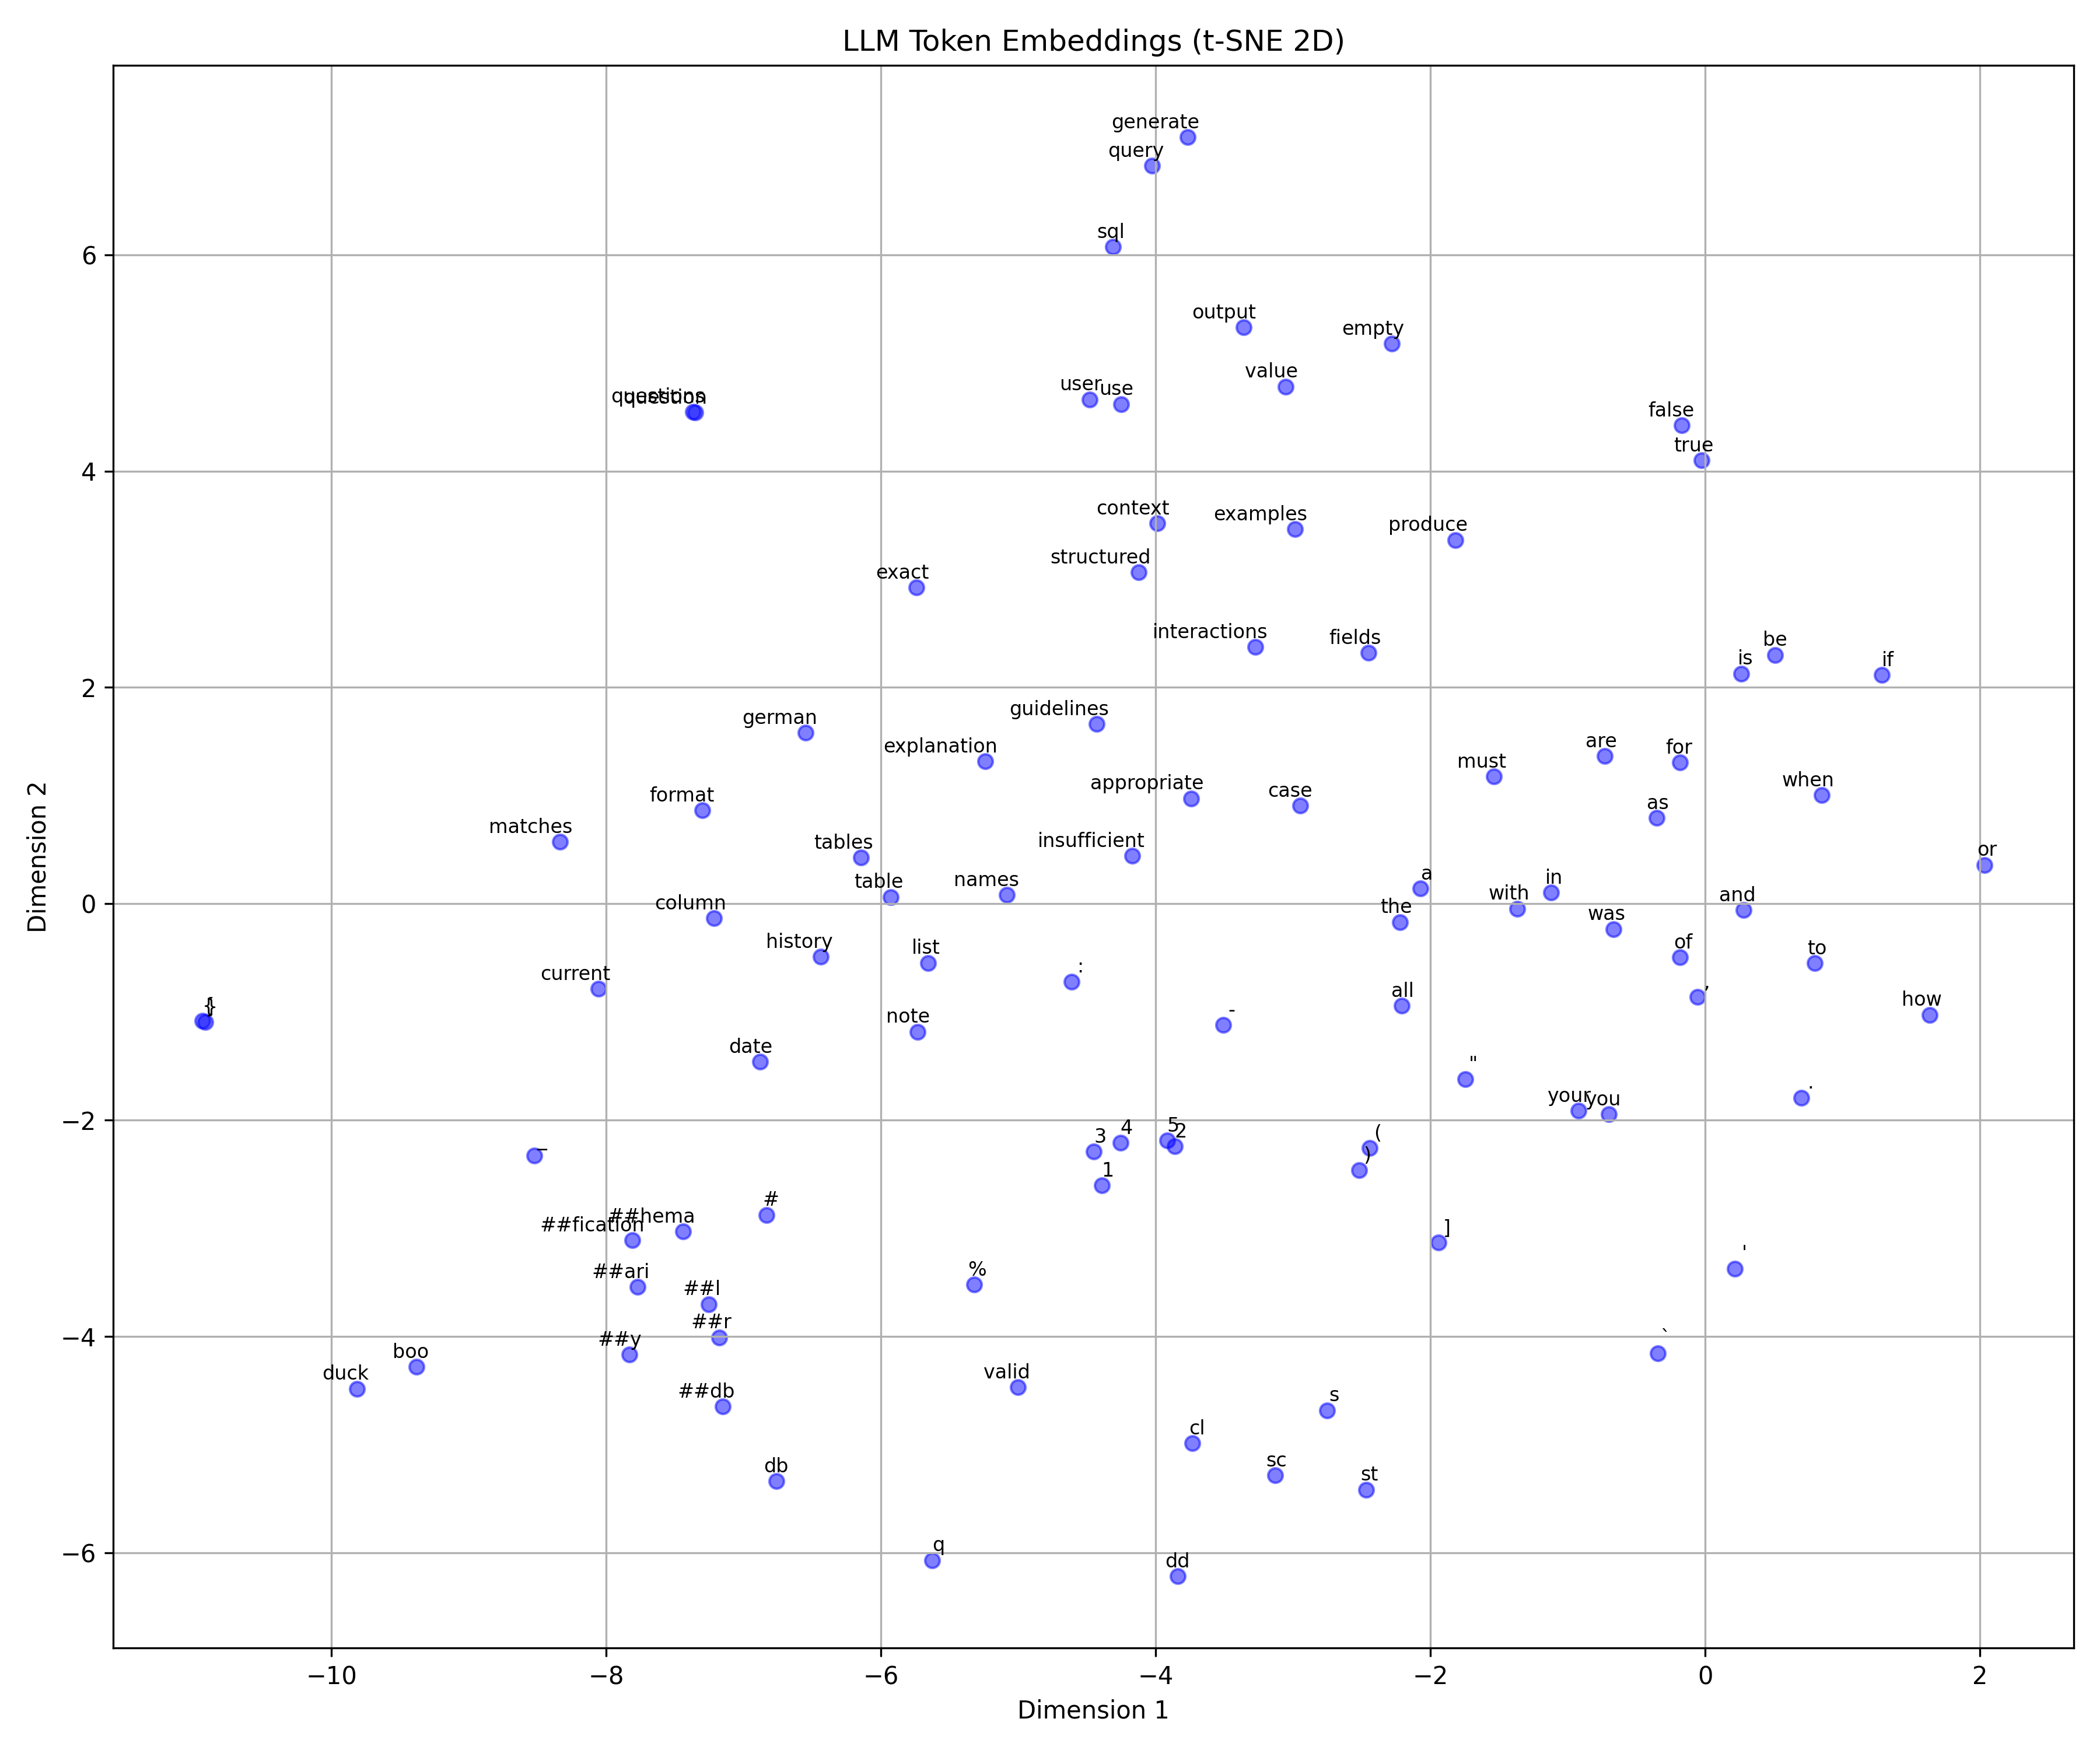 LLM Token Embeddings (t-SNE 2D)
generate
query
sql
6
output
empty
value
user
use
questions
question
false
true
4
context
examples
produce
structured
exact
interactions
fields
be
is
if
2
german
guidelines
explanation
are
for
must
when
appropriate
case
format
as
matches
insufficient
tables
or
table
names
a
in
with
and
0
column
the
was
history
list
of
to
:
current
all
,
how
{
}
note
-
date
"
your
you
.
−2
5
2
4
3
(
)
_
1
#
##hema
##fication
]
'
%
##ari
##l
##r
−4
##y
`
boo
duck
valid
##db
s
cl
db
sc
st
−6
q
dd
−10
−8
−6
−4
−2
0
2
Dimension 1
Dimension 2